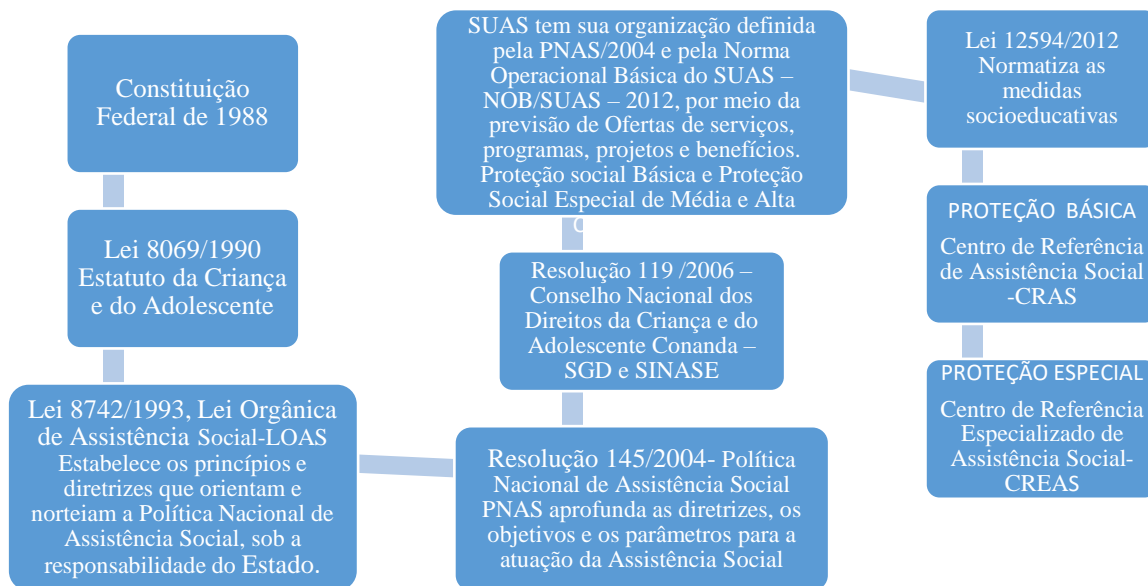 Constituição
Federal de 1988
Lei 8069/1990
Estatuto da Criança
e do Adolescente
Lei 8742/1993, Lei Orgânica
de Assistência Social-LOAS
Estabelece os princípios e
diretrizes que orientam e
norteiam a Política Nacional de
Assistência Social, sob a
responsabilidade do Estado.
Resolução 145/2004- Política
Nacional de Assistência Social
PNAS aprofunda as diretrizes, os
objetivos e os parâmetros para a
atuação da Assistência Social
Resolução 119 /2006 –
Conselho Nacional dos
Direitos da Criança e do
Adolescente Conanda –
SGD e SINASE
SUAS tem sua organização definida
pela PNAS/2004 e pela Norma
Operacional Básica do SUAS –
NOB/SUAS – 2012, por meio da
previsão de Ofertas de serviços,
programas, projetos e benefícios.
Proteção social Básica e Proteção
Social Especial de Média e Alta
Lei 12594/2012
Normatiza as
medidas
socioeducativas
PROTEÇÃO BÁSICA
Centro de Referência
de Assistência Social
-CRAS
PROTEÇÃO ESPECIAL
Centro de Referência
Especializado de
Assistência Social-
CREAS